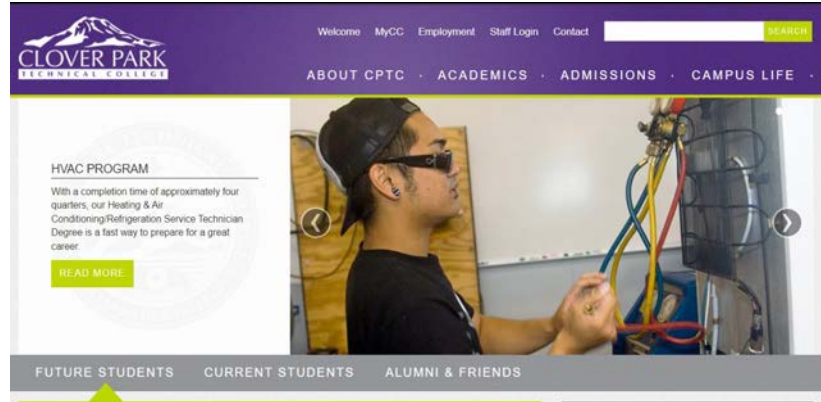 CLOVER PARK
TECHNICAL COLLEGE
Welcome MyCC Employment Staff Login Contact SEARCH
ABOUT CPTC · ACADEMICS · ADMISSIONS · CAMPUS LIFE ·
HVAC PROGRAM
With a completion time of approximately four
quarters, our Heating & Air
Conditioning/Refrigeration Service Technician
Degree is a fast way to prepare for a great
career.
READ MORE
FUTURE STUDENTS CURRENT STUDENTS ALUMNI & FRIENDS